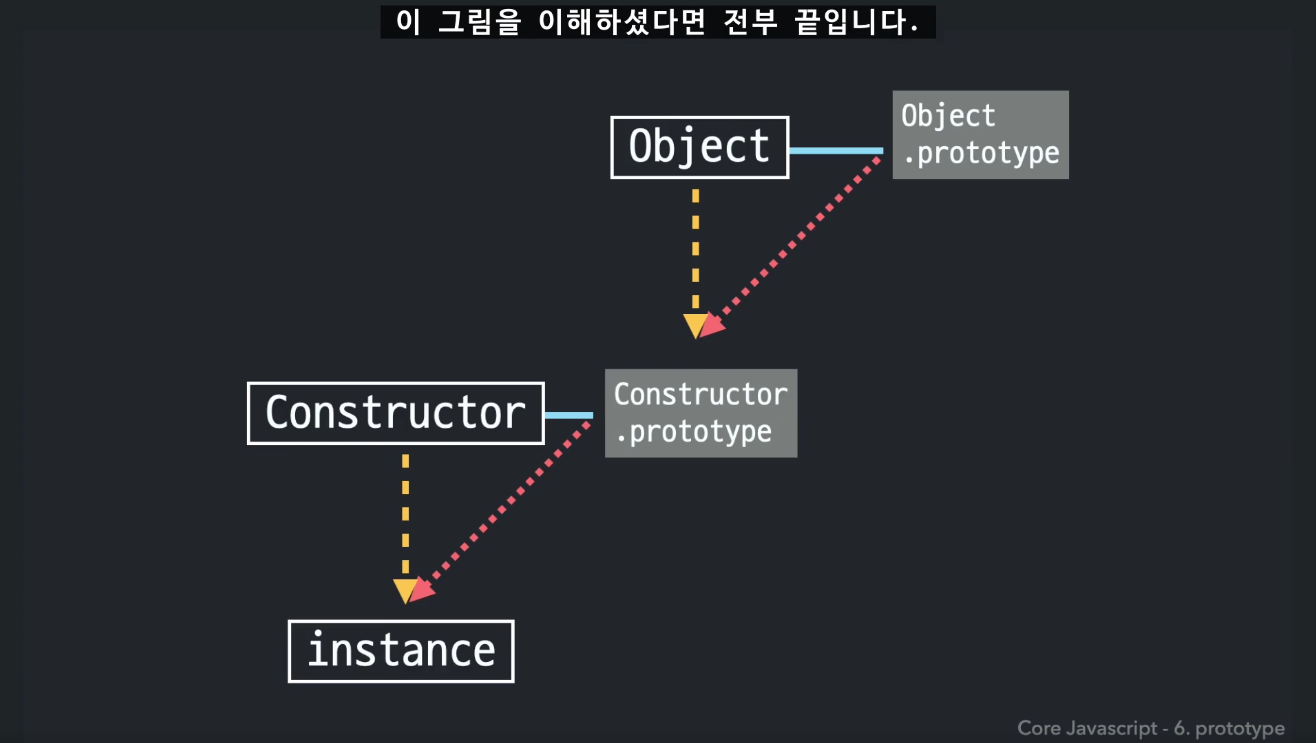 이 그림을 이해하셨다면 전부 끝입니다.
Object
Object
.prototype
Constructor
Constructor
.prototype
instance
Core Javascript - 6. prototype